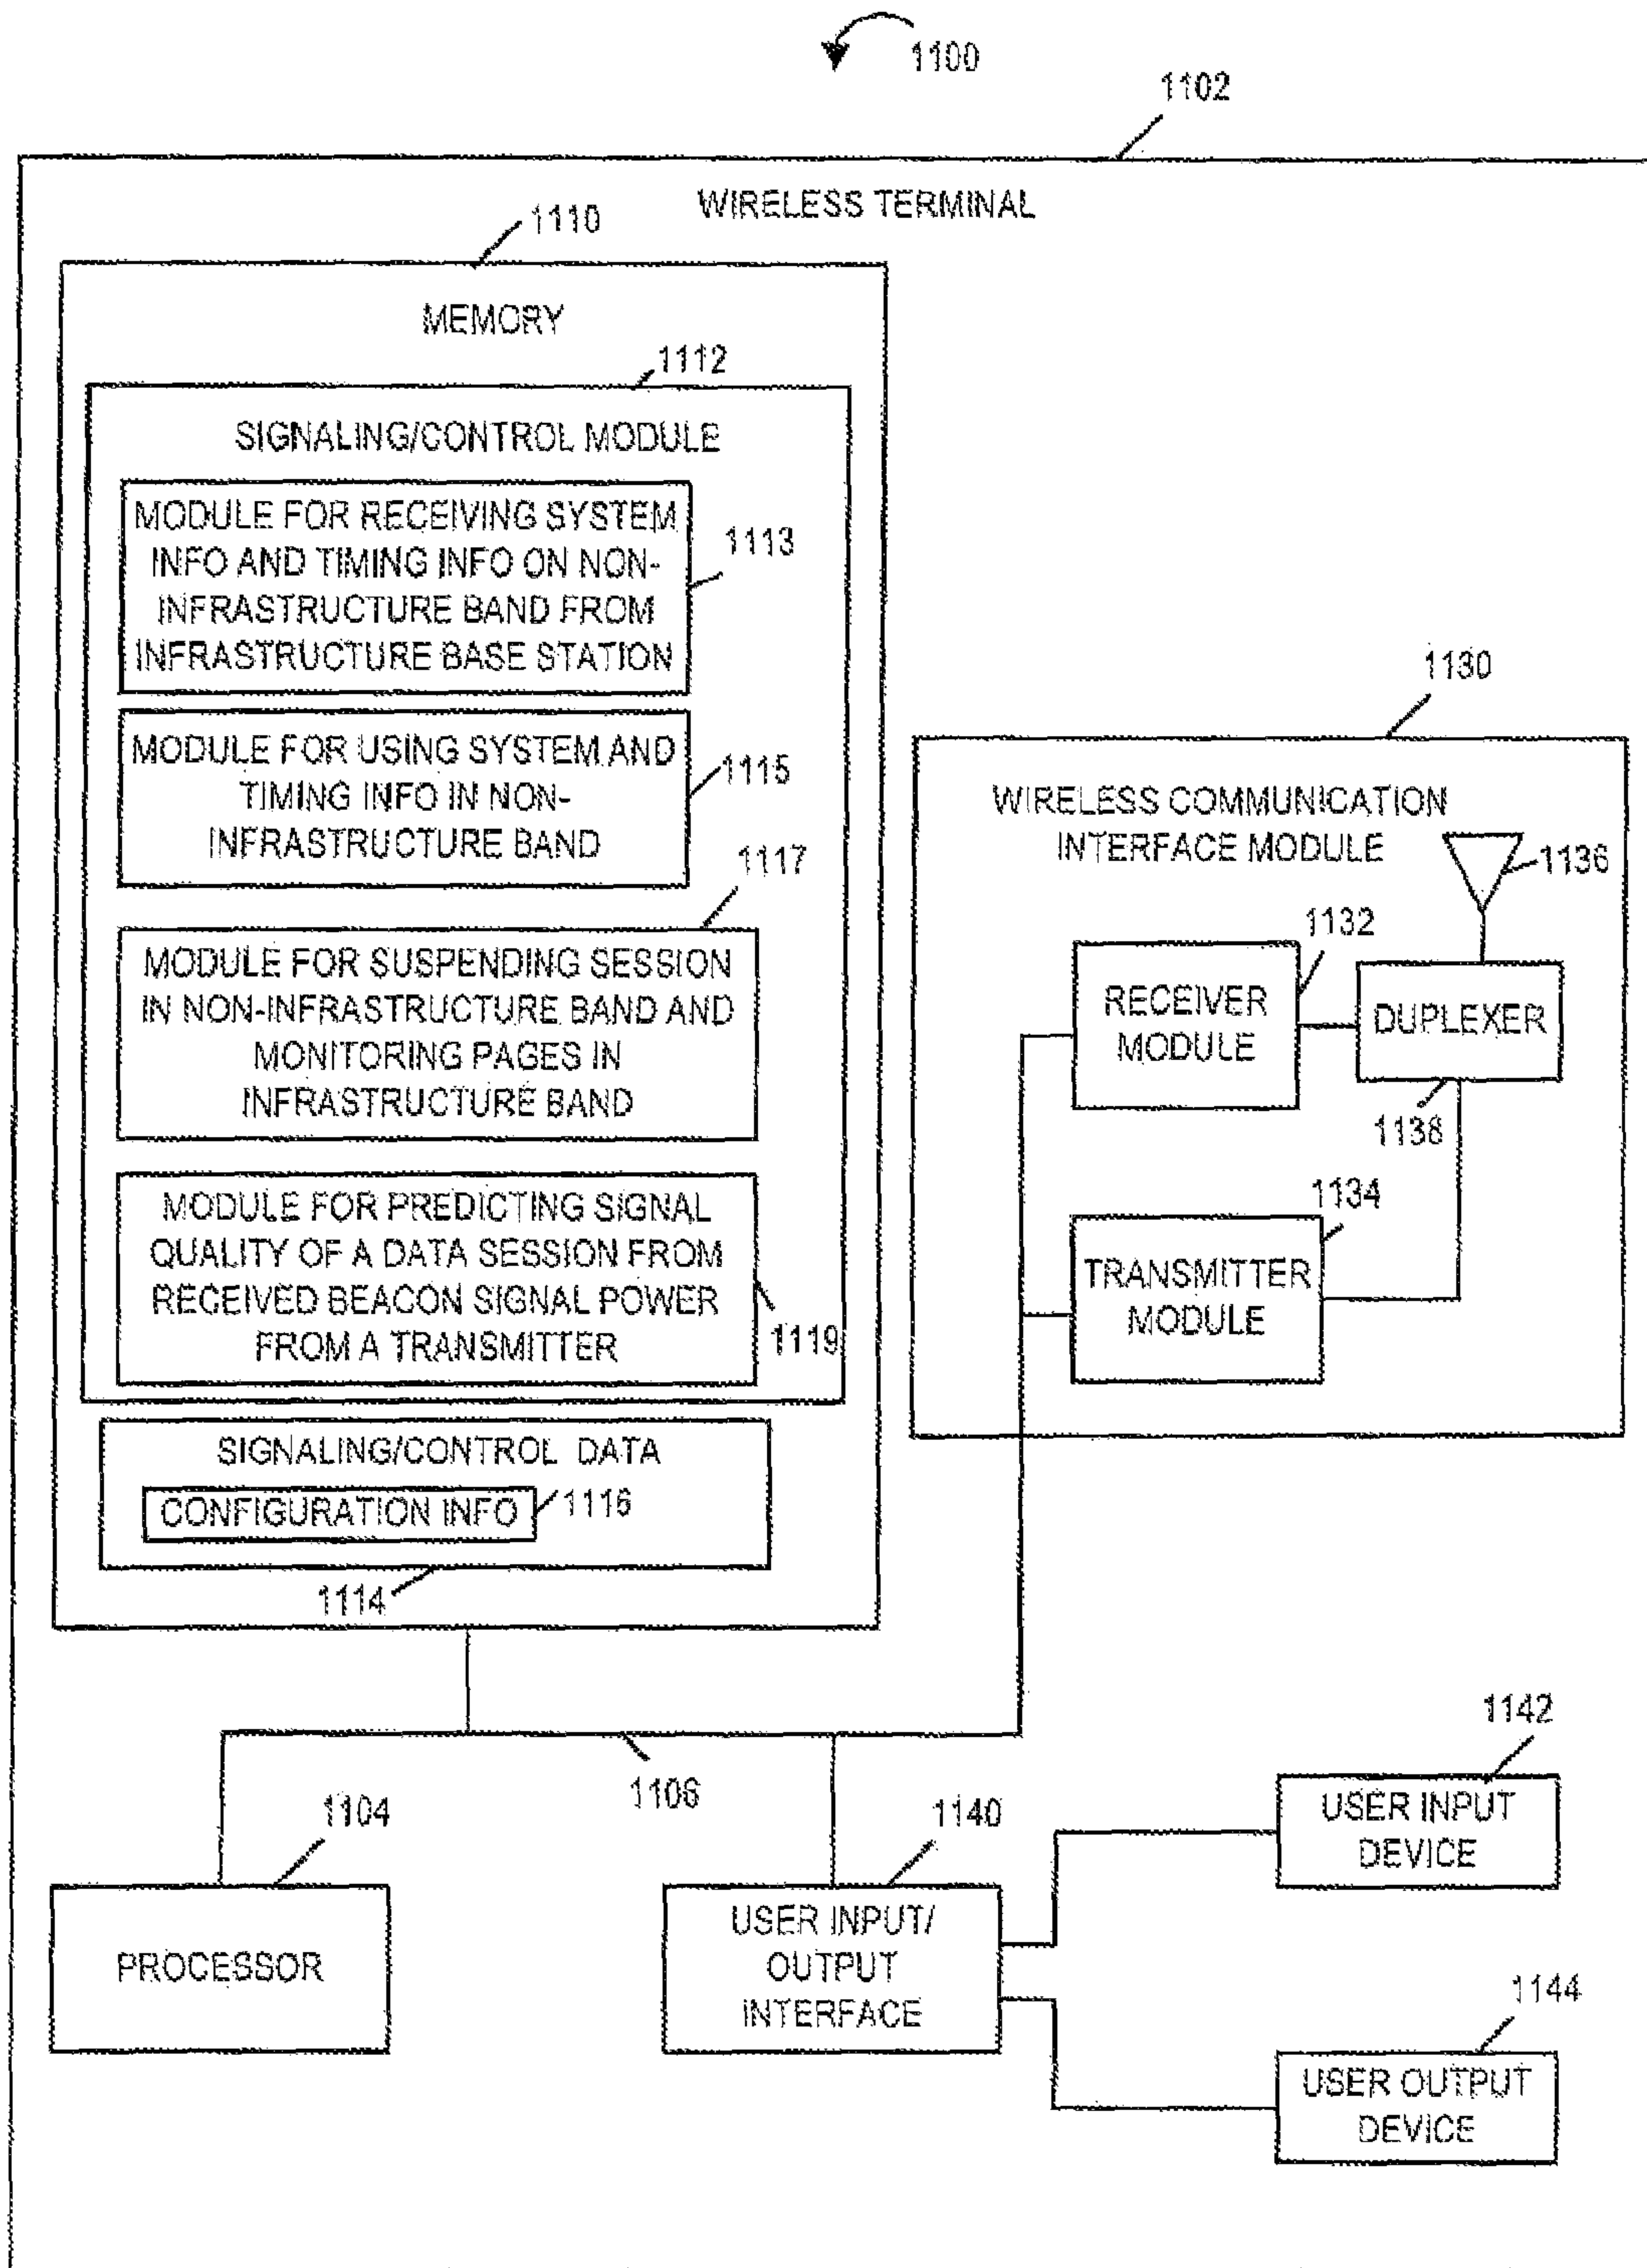 1100
1102
WIRELESS TERMINAL
1110
MEMORY
1112
SIGNALING/CONTROL MODULE
MODULE FOR RECEIVING SYSTEM
INFO AND TIMING INFO ON NON-
INFRASTRUCTURE BAND FROM
INFRASTRUCTURE BASE STATION
1113
MODULE FOR USING SYSTEM AND
TIMING INFO IN NON-
INFRASTRUCTURE BAND
1115
1117
MODULE FOR SUSPENDING SESSION
IN NON-INFRASTRUCTURE BAND AND
MONITORING PAGES IN
INFRASTRUCTURE BAND
MODULE FOR PREDICTING SIGNAL
QUALITY OF A DATA SESSION FROM
RECEIVED BEACON SIGNAL POWER
FROM A TRANSMITTER
1119
SIGNALING/CONTROL DATA
CONFIGURATION INFO
1116
1114
1130
WIRELESS COMMUNICATION
INTERFACE MODULE
1136
1132
RECEIVER
MODULE
DUPLEXER
1138
1134
TRANSMITTER
MODULE
1106
1104
PROCESSOR
1140
USER INPUT/
OUTPUT
INTERFACE
1142
USER INPUT
DEVICE
1144
USER OUTPUT
DEVICE